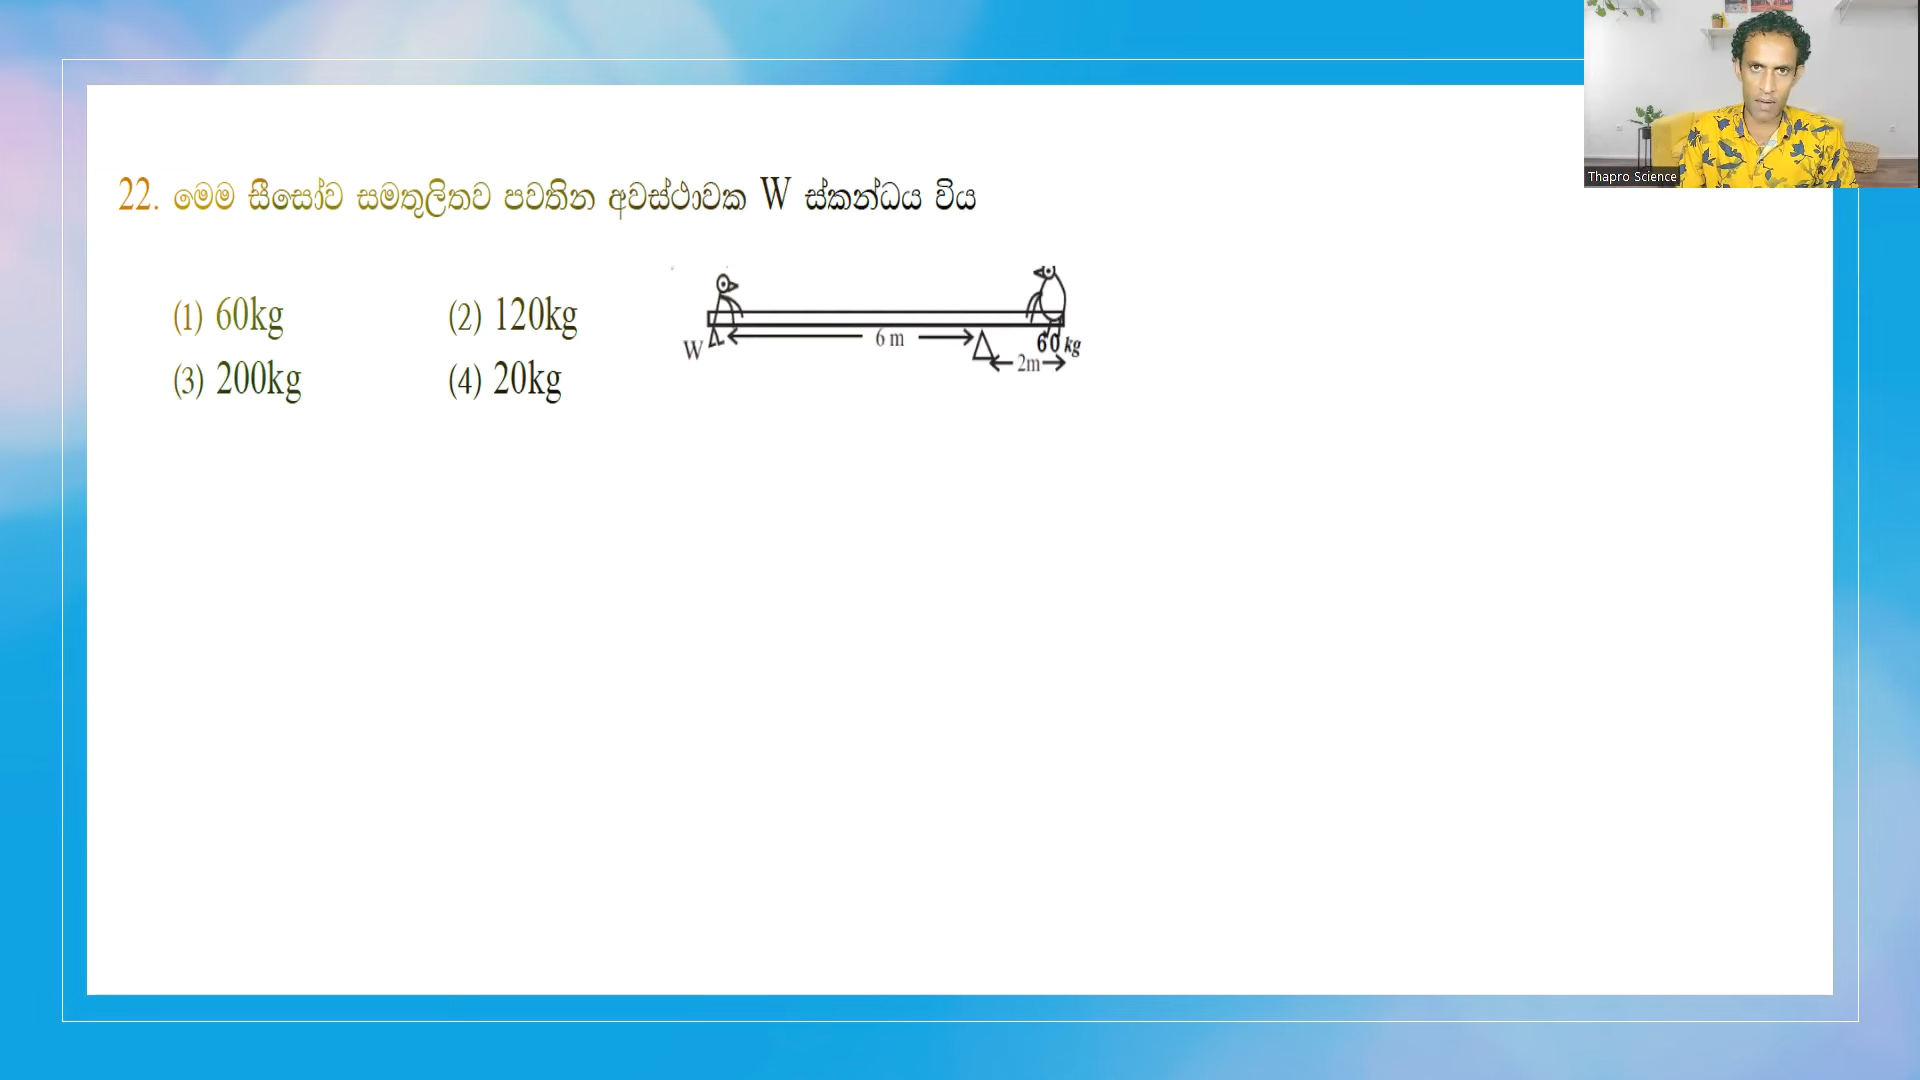 Thapro Science
22. මෙම සීසෝව සමතුලිතව පවතින අවස්ථාවක W ස්කන්ධය විය
(1) 60kg (2) 120kg
(3) 200kg (4) 20kg
W 6 m 60 kg
2m